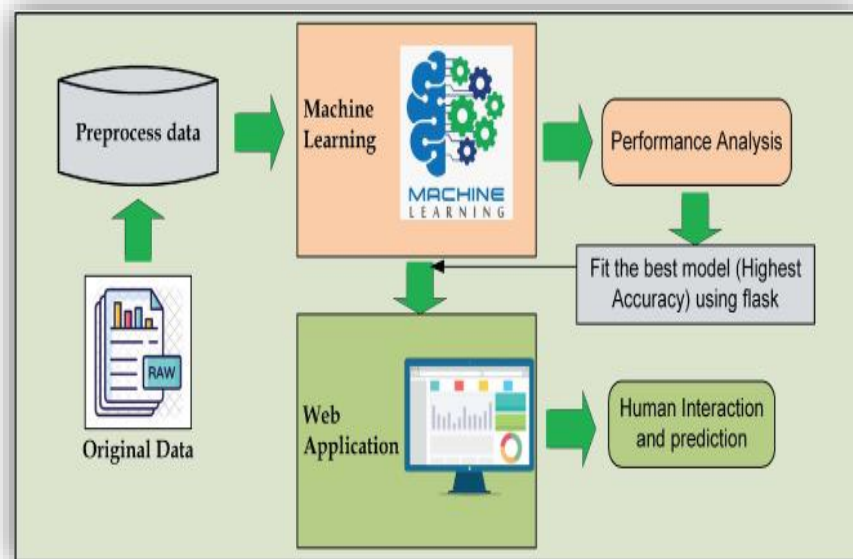 Preprocess data
Machine
Learning
MACHINE
LEARNING
Performance Analysis
Fit the best model (Highest
Accuracy) using flask
RAW
Original Data
Web
Application
Human Interaction
and prediction